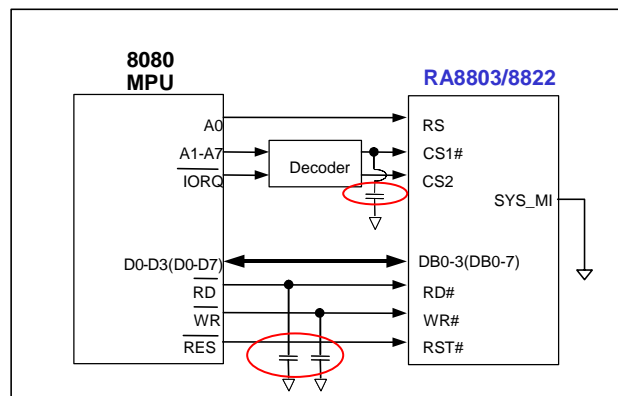 8080
MPU
RA8803/8822
A0
RS
A1-A7
Decoder
CS1#
IORQ
CS2
SYS_MI
D0-D3(D0-D7)
DB0-3(DB0-7)
RD
RD#
WR
WR#
RES
RST#